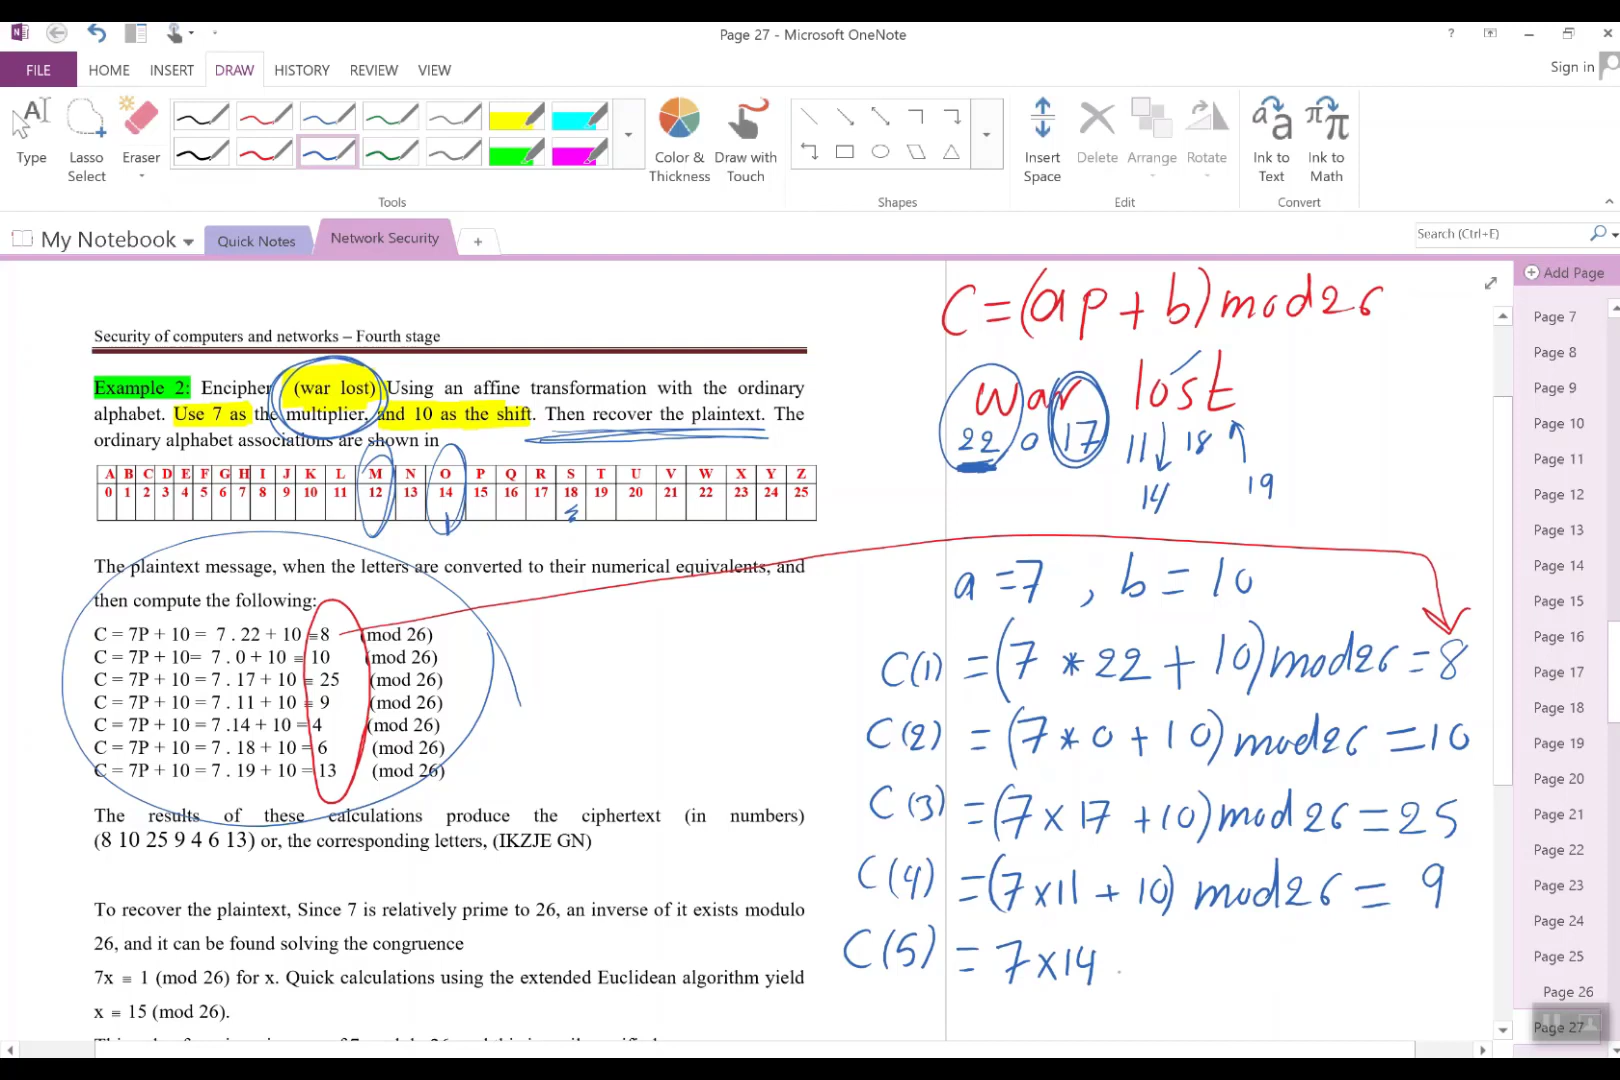 Page 27 - Microsoft OneNote
?
FILE HOME INSERT DRAW HISTORY REVIEW VIEW
Sign in
Type
Lasso Select
Eraser
Color & Thickness
Draw with Touch
Insert Space
Delete
Arrange
Rotate
Ink to Text
Ink to Math
Tools
Shapes
Edit
Convert
My Notebook
Quick Notes
Network Security
+
Search (Ctrl+E)
Add Page
Page 7
Page 8
Page 9
Page 10
Page 11
Page 12
Page 13
Page 14
Page 15
Page 16
Page 17
Page 18
Page 19
Page 20
Page 21
Page 22
Page 23
Page 24
Page 25
Page 26
Page 27
Security of computers and networks – Fourth stage
Example 2: Encipher (war lost) Using an affine transformation with the ordinary
alphabet. Use 7 as the multiplier, and 10 as the shift. Then recover the plaintext. The
ordinary alphabet associations are shown in
A B C D E F G H I J K L M N O P Q R S T U V W X Y Z
0 1 2 3 4 5 6 7 8 9 10 11 12 13 14 15 16 17 18 19 20 21 22 23 24 25
The plaintext message, when the letters are converted to their numerical equivalents, and
then compute the following:
C = 7P + 10 = 7 . 22 + 10 ≡ 8 (mod 26)
C = 7P + 10= 7 . 0 + 10 ≡ 10 (mod 26)
C = 7P + 10 = 7 . 17 + 10 ≡ 25 (mod 26)
C = 7P + 10 = 7 . 11 + 10 ≡ 9 (mod 26)
C = 7P + 10 = 7 .14 + 10 ≡ 4 (mod 26)
C = 7P + 10 = 7 . 18 + 10 ≡ 6 (mod 26)
C = 7P + 10 = 7 . 19 + 10 ≡ 13 (mod 26)
The results of these calculations produce the ciphertext (in numbers)
(8 10 25 9 4 6 13) or, the corresponding letters, (IKZJE GN)
To recover the plaintext, Since 7 is relatively prime to 26, an inverse of it exists modulo
26, and it can be found solving the congruence
7x ≡ 1 (mod 26) for x. Quick calculations using the extended Euclidean algorithm yield
x ≡ 15 (mod 26).
C = (ap + b) mod 26
war lost
22 0 17 11 18
14 19
a = 7 , b = 10
C(1) = (7 * 22 + 10) mod 26 = 8
C(2) = (7 * 0 + 10) mod 26 = 10
C(3) = (7 x 17 + 10) mod 26 = 25
C(4) = (7 x 11 + 10) mod 26 = 9
C(5) = 7 x 14